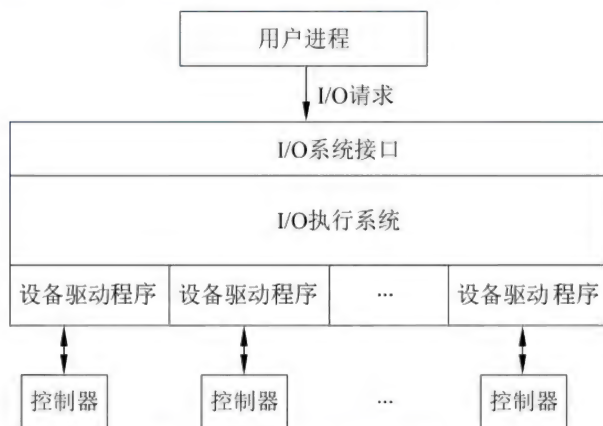 用户进程
I/O请求
I/O系统接口
I/O执行系统
设备驱动程序 设备驱动程序 ... 设备驱动程序
控制器 控制器 ... 控制器